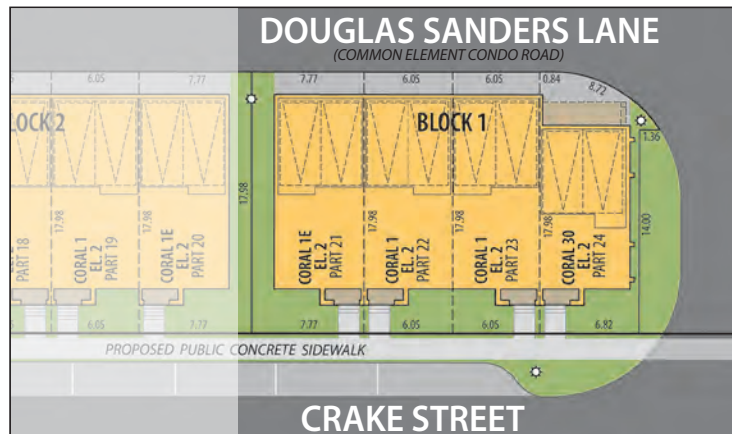 DOUGLAS SANDERS LANE
(COMMON ELEMENT CONDO ROAD)
6.05
7.77
7.77
6.05
6.05
0.84
8.72
1.36
BLOCK 1
17.98
17.98
17.98
17.98
17.98
14.00
PART 18
CORAL 1
EL. 2
PART 19
CORAL 1E
EL. 2
PART 20
CORAL 1E
EL. 2
PART 21
CORAL 1
EL. 2
PART 22
CORAL 1
EL. 2
PART 23
CORAL 30
EL. 2
PART 24
6.05
7.77
7.77
6.05
6.05
6.82
PROPOSED PUBLIC CONCRETE SIDEWALK
CRAKE STREET